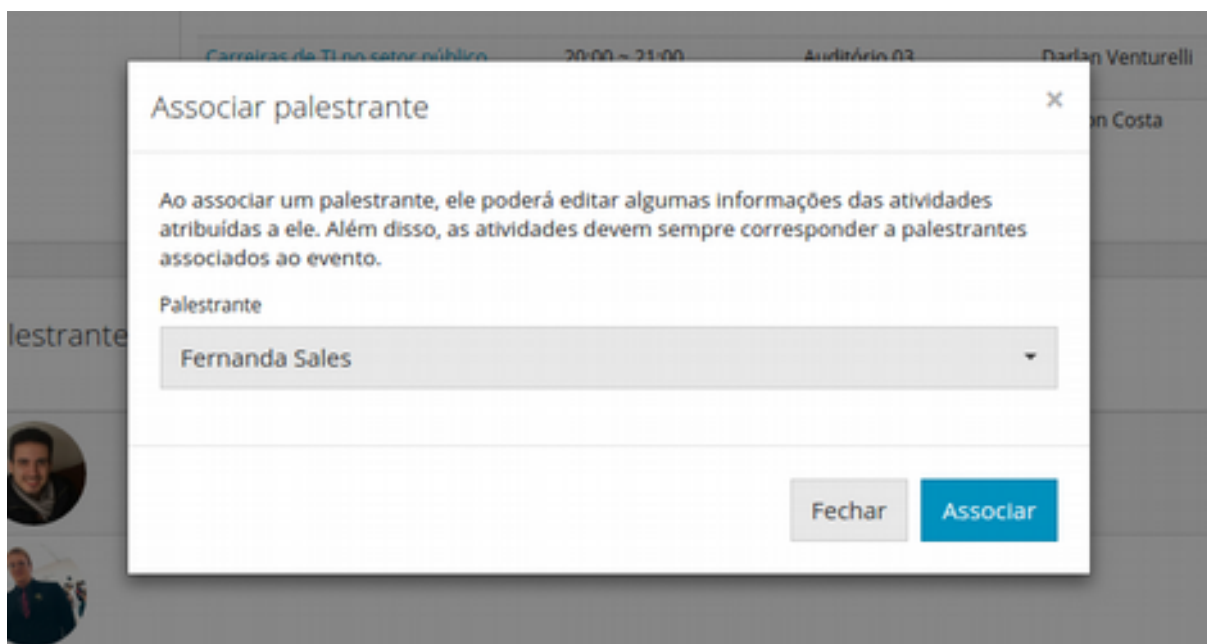 Carreiras de TI no setor público 20:00 ~ 21:00 Auditório 03 Darlan Venturelli
Associar palestrante ×
on Costa
Ao associar um palestrante, ele poderá editar algumas informações das atividades
atribuídas a ele. Além disso, as atividades devem sempre corresponder a palestrantes
associados ao evento.
Palestrante
lestrante
Fernanda Sales
Fechar Associar